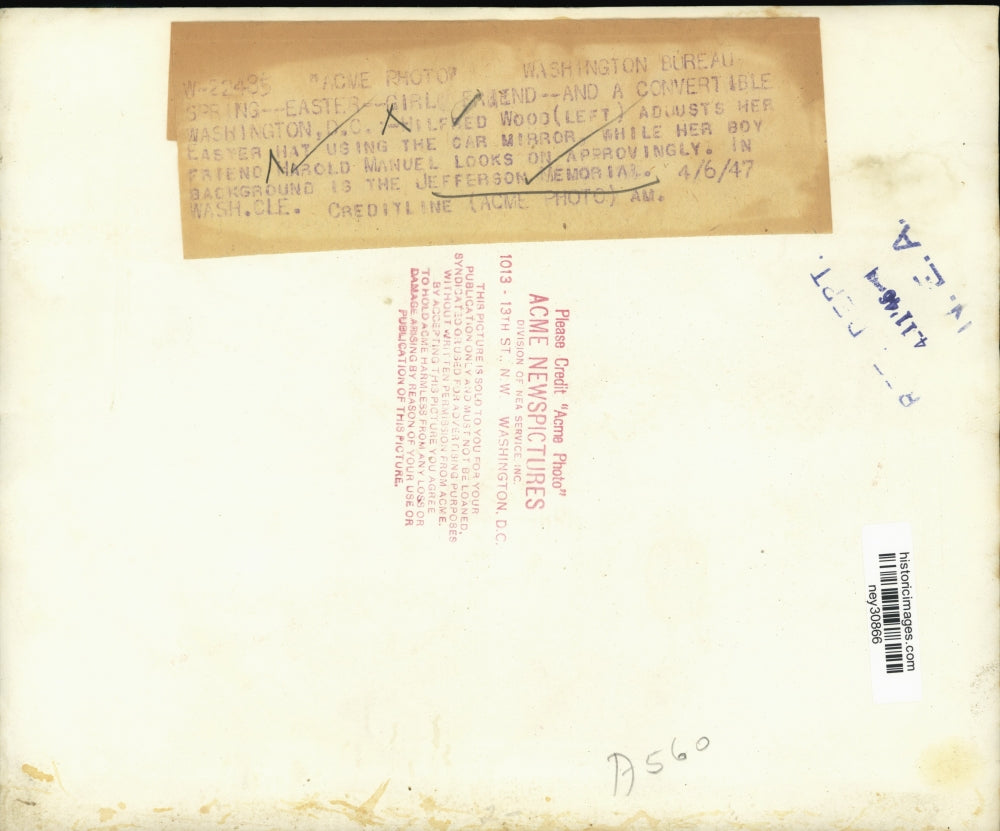 W-22485 "ACME PHOTO" WASHINGTON BUREAU
SPRING--EASTER--GIRL FRIEND--AND A CONVERTIBLE
WASHINGTON, D.C. --WILFRED WOOD(LEFT) ADJUSTS HER
EASTER HAT USING THE CAR MIRROR, WHILE HER BOY
FRIEND HAROLD MANUEL LOOKS ON APPROVINGLY. IN
BACKGROUND IS THE JEFFERSON MEMORIAL. 4/6/47
WASH.CLE. CREDITLINE (ACME PHOTO) AM.
N.E.A.
DEPT.
Please Credit "Acme Photo"
ACME NEWSPICTURES
DIVISION OF NEA SERVICE, INC.
1013 - 13TH ST., N.W. WASHINGTON, D.C.
THIS PICTURE IS SOLD TO YOU FOR YOUR
PUBLICATION ONLY AND MUST NOT BE LOANED,
SYNDICATED OR USED FOR ADVERTISING PURPOSES
WITHOUT WRITTEN PERMISSION FROM ACME.
BY ACCEPTING THIS PICTURE YOU AGREE
TO HOLD ACME HARMLESS FROM ANY LOSS OR
DAMAGE ARISING BY REASON OF YOUR USE OR
PUBLICATION OF THIS PICTURE.
historicimages.com
ney30866
A560